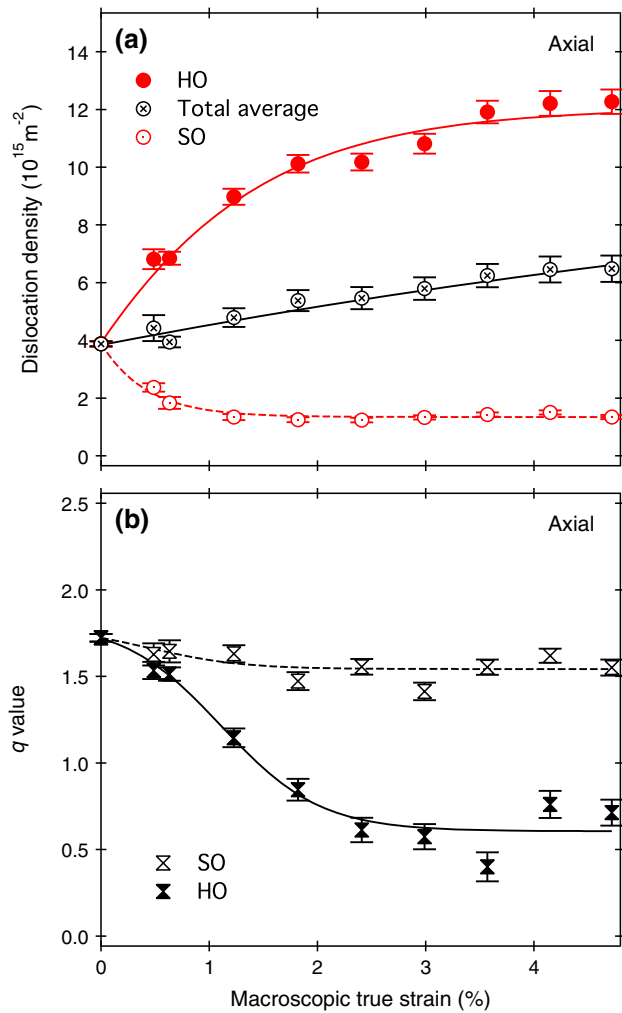 (a)
Axial
HO
Total average
SO
14
12
10
8
6
4
2
0
Dislocation density (10¹⁵ m⁻²)
(b)
Axial
2.5
2.0
1.5
1.0
0.5
0.0
q value
SO
HO
0 1 2 3 4
Macroscopic true strain (%)